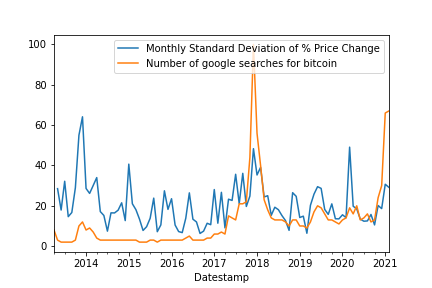 Monthly Standard Deviation of % Price Change
Number of google searches for bitcoin
100
80
60
40
20
0
2014 2015 2016 2017 2018 2019 2020 2021
Datestamp